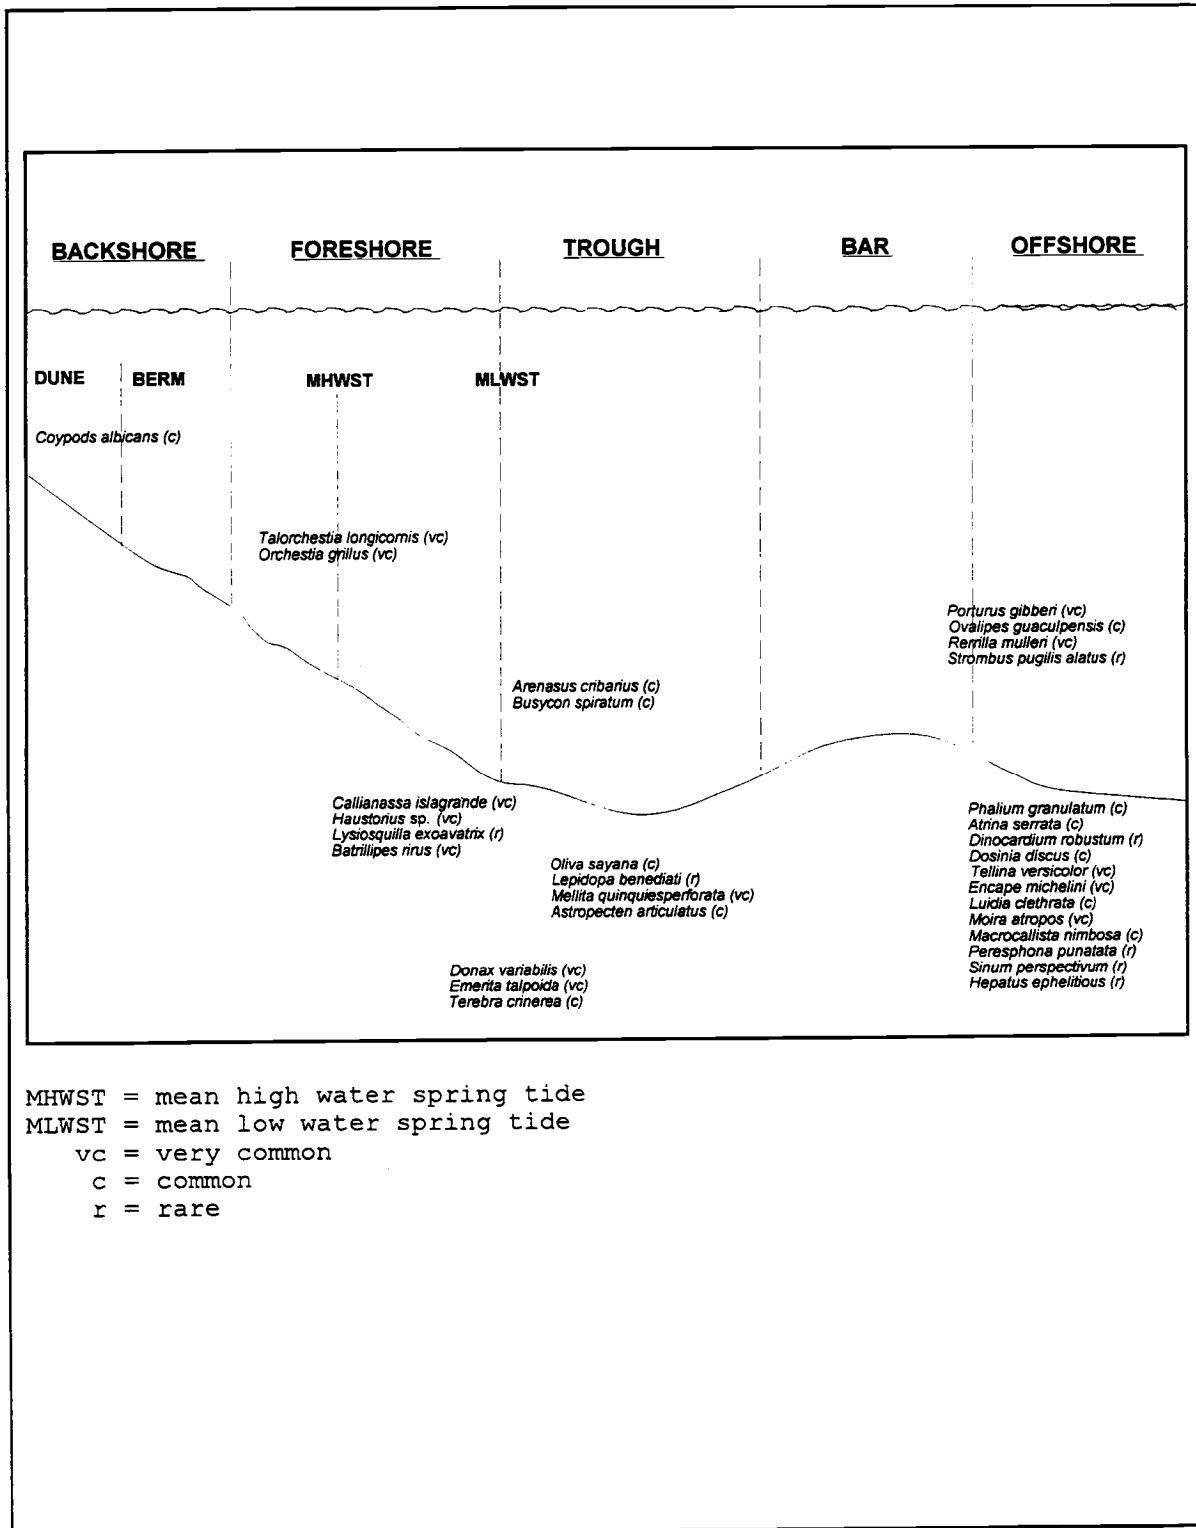 BACKSHORE FORESHORE TROUGH BAR OFFSHORE
DUNE BERM MHWST MLWST
Coypods albicans (c)
Talorchestia longicornis (vc)
Orchestia grillus (vc)
Porturus gibberi (vc)
Ovalipes guaculpensis (c)
Remilla mulleri (vc)
Strombus pugilis alatus (r)
Arenasus cribarius (c)
Busycon spiratum (c)
Callianassa islagrande (vc)
Haustorius sp. (vc)
Lysiosquilla exoavatrix (r)
Batrillipes rirus (vc)
Oliva sayana (c)
Lepidopa benediati (r)
Mellita quinquiesperforata (vc)
Astropecten articulatus (c)
Donax variabilis (vc)
Emerita talpoida (vc)
Terebra crinerea (c)
Phalium granulatum (c)
Atrina serrata (c)
Dinocardium robustum (r)
Dosinia discus (c)
Tellina versicolor (vc)
Encape michelini (vc)
Luidia clethrata (c)
Moira atropos (vc)
Macrocallista nimbosa (c)
Peresphona punatata (r)
Sinum perspectivum (r)
Hepatus ephelitious (r)
MHWST = mean high water spring tide
MLWST = mean low water spring tide
vc = very common
c = common
r = rare